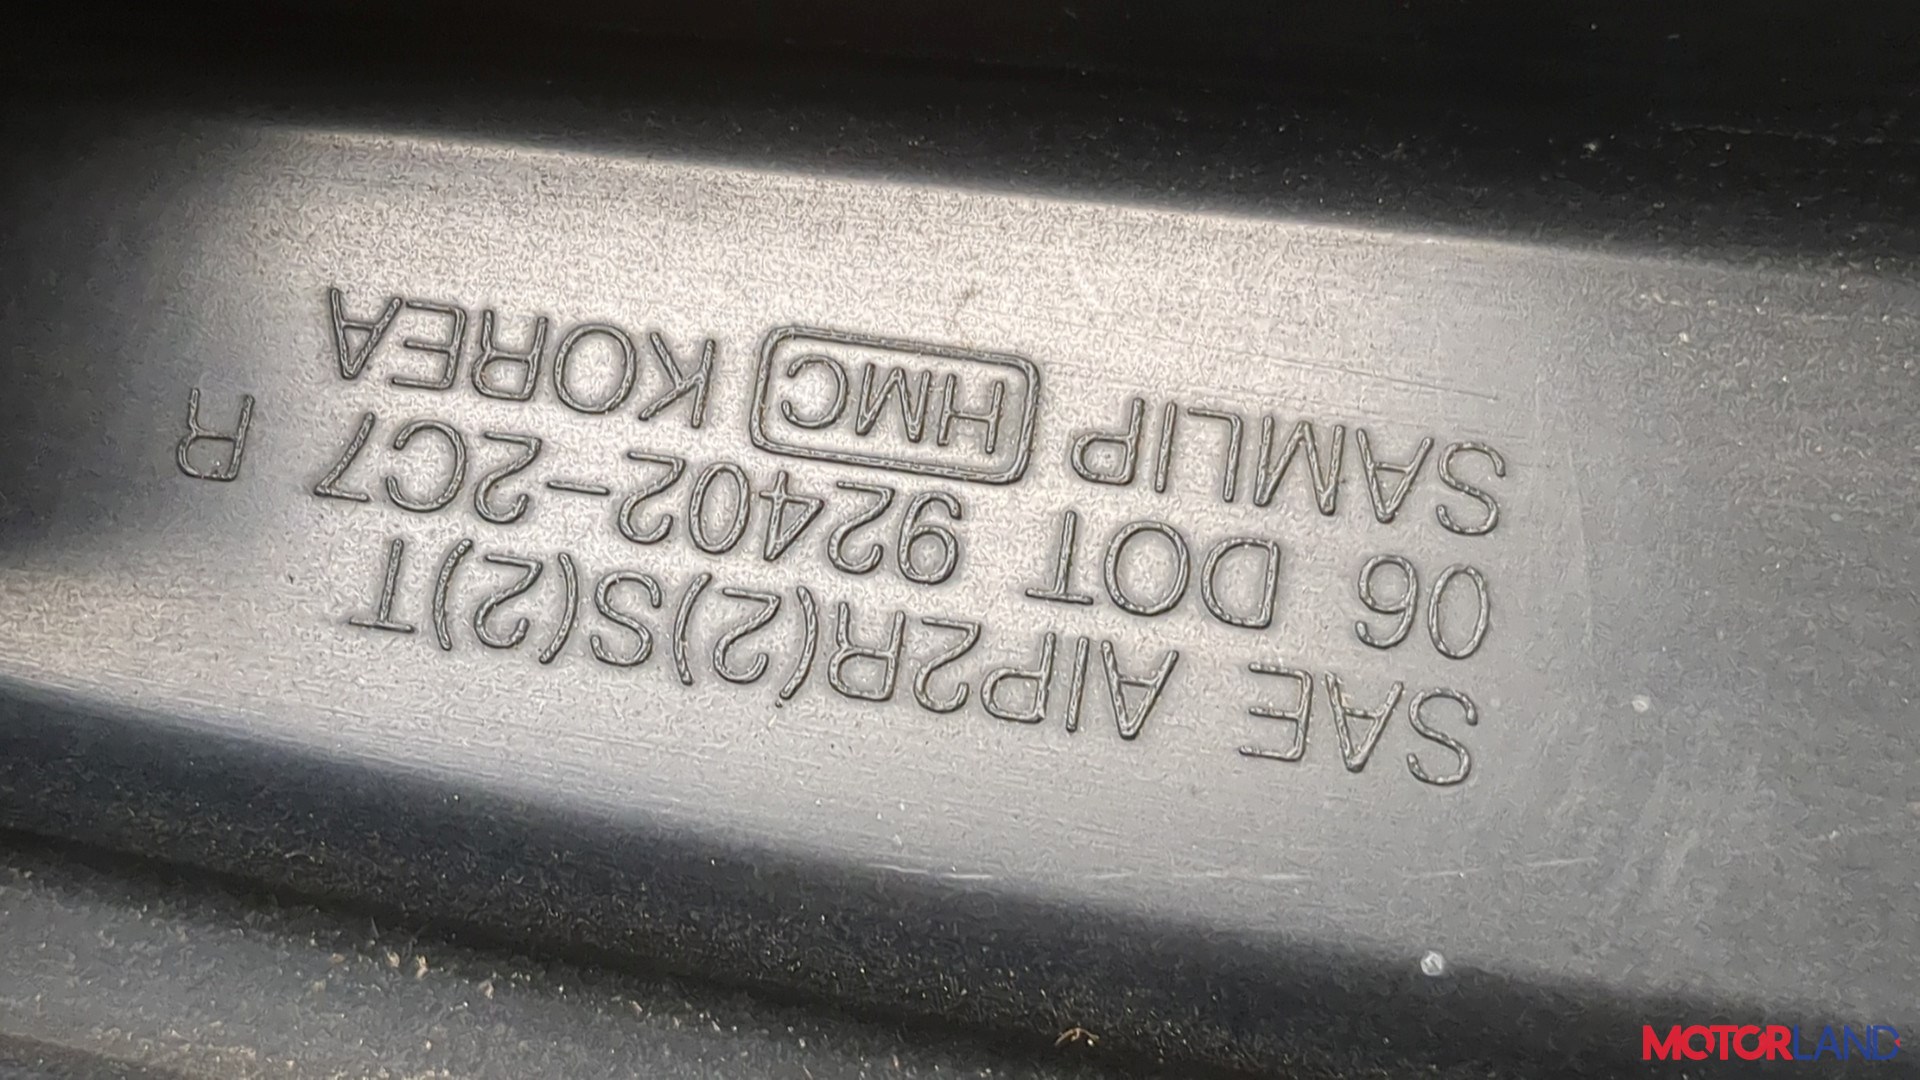 SAE AIP2R(2)S(2)T
06 DOT 92402-2C7 R
SAMLIP HMC KOREA
MOTORLAND